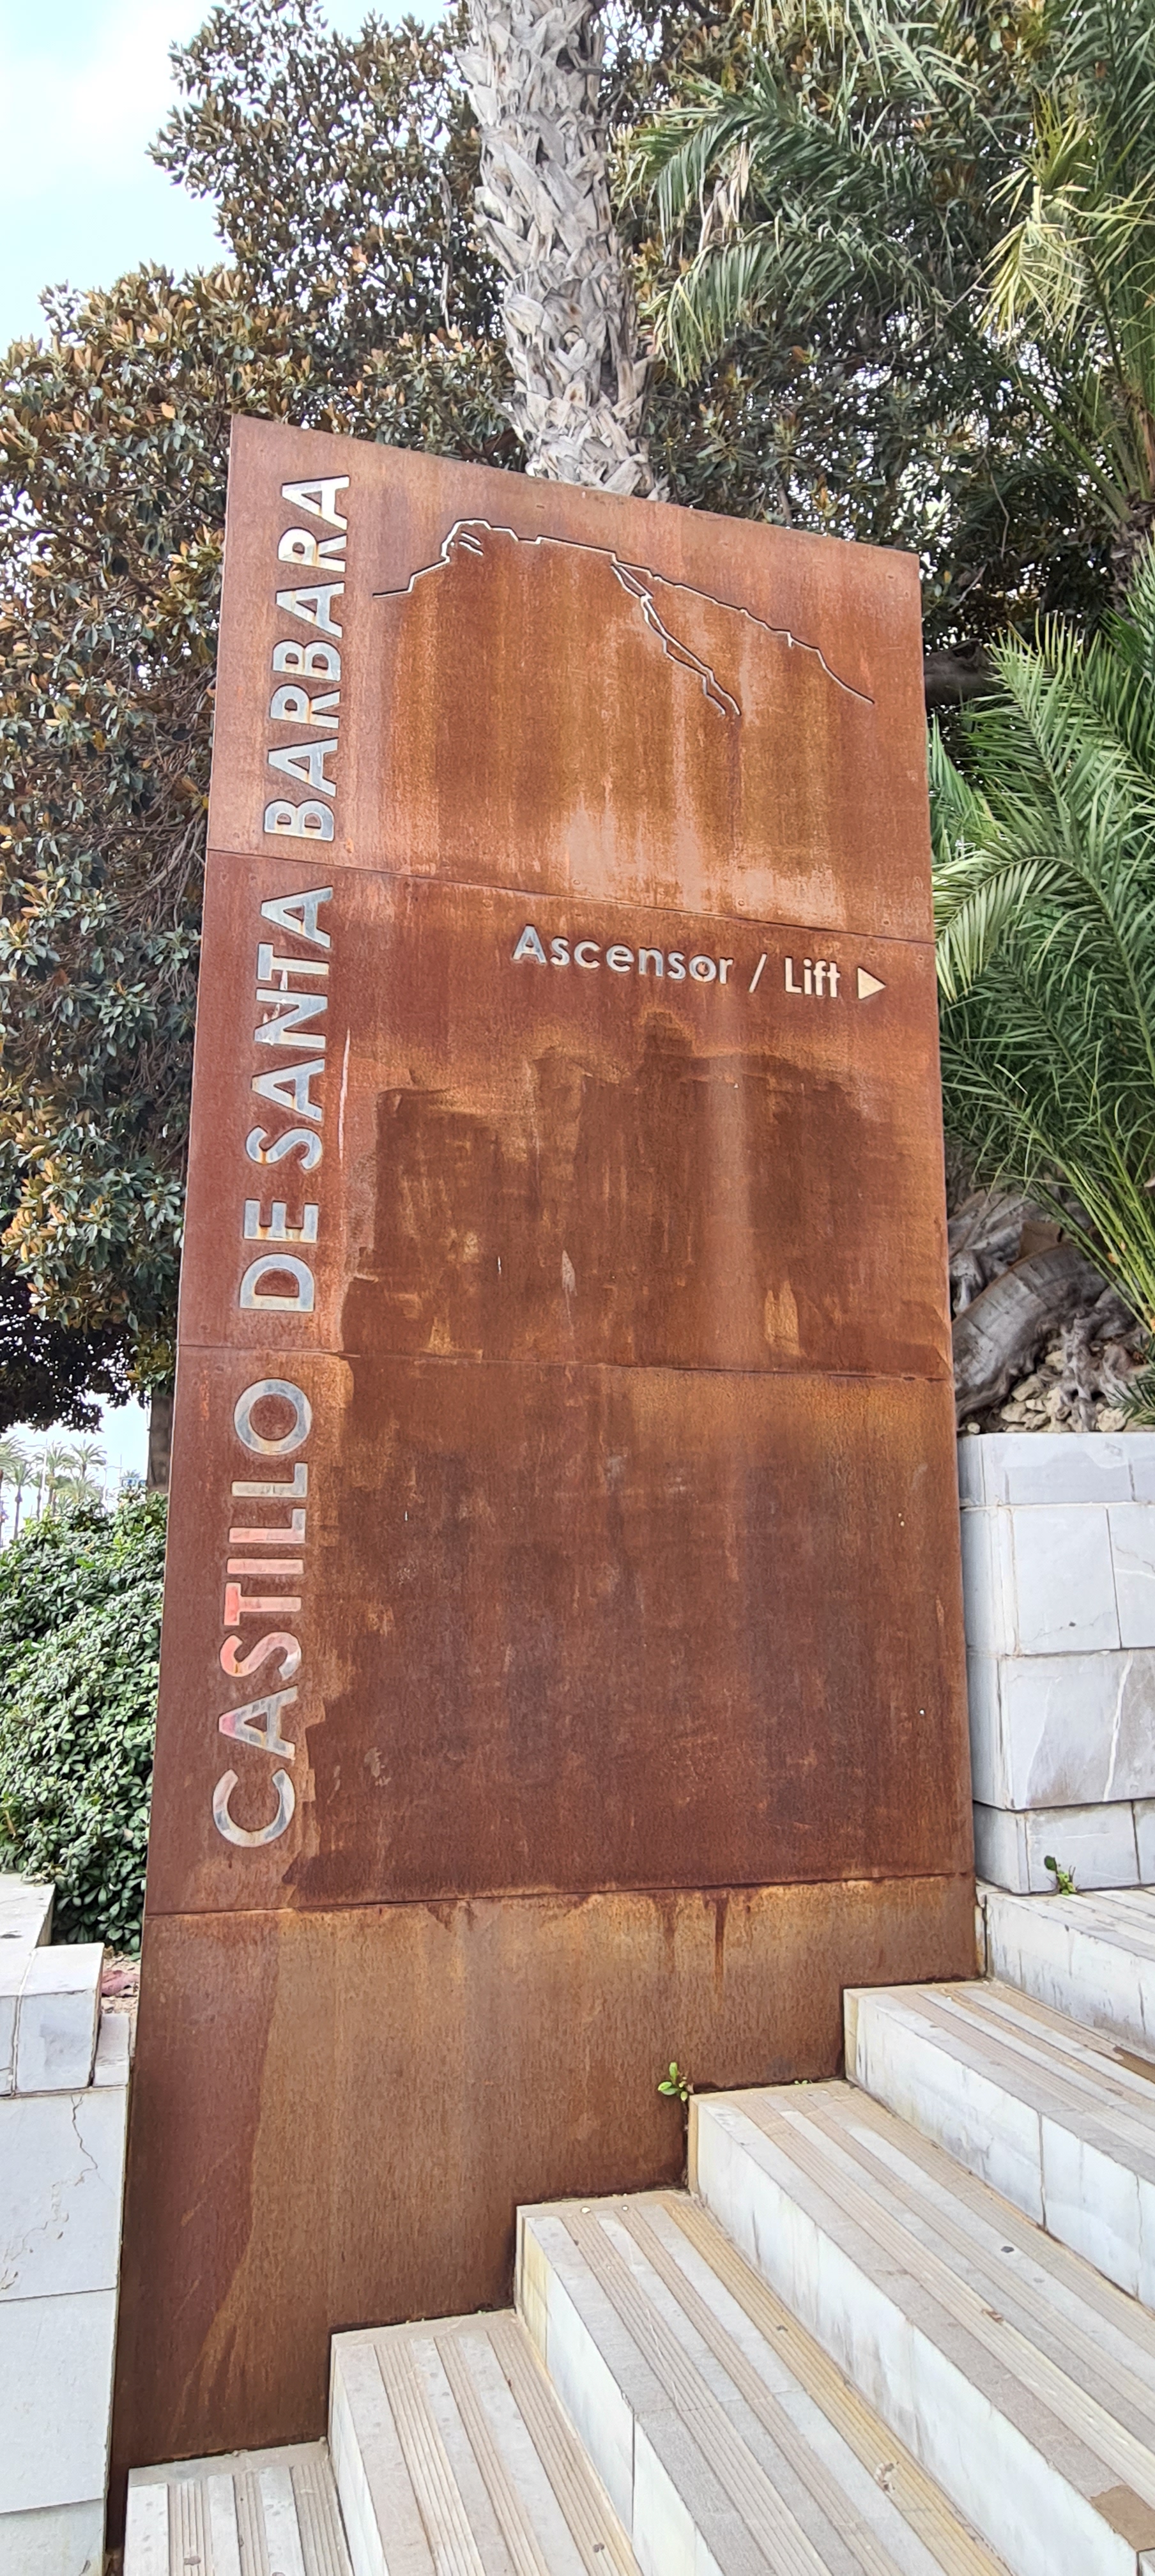 CASTILLO DE SANTA BARBARA
Ascensor / Lift